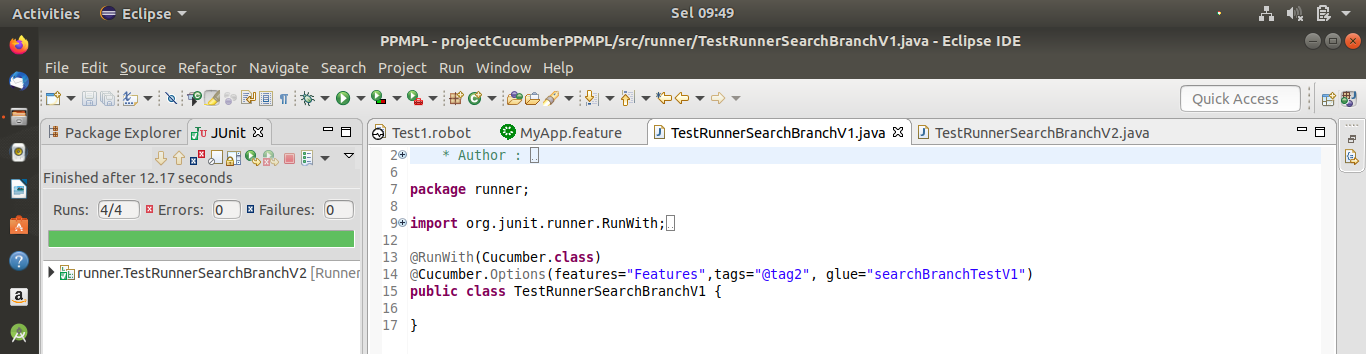 Activities Eclipse Sel 09:49
PPMPL - projectCucumberPPMPL/src/runner/TestRunnerSearchBranchV1.java - Eclipse IDE
File Edit Source Refactor Navigate Search Project Run Window Help
Quick Access
Package Explorer JUnit
Test1.robot MyApp.feature TestRunnerSearchBranchV1.java TestRunnerSearchBranchV2.java
Finished after 12.17 seconds
Runs: 4/4 Errors: 0 Failures: 0
runner.TestRunnerSearchBranchV2 [Runner
2 * Author :
6
7 package runner;
8
9 import org.junit.runner.RunWith;
12
13 @RunWith(Cucumber.class)
14 @Cucumber.Options(features="Features",tags="@tag2", glue="searchBranchTestV1")
15 public class TestRunnerSearchBranchV1 {
16
17 }